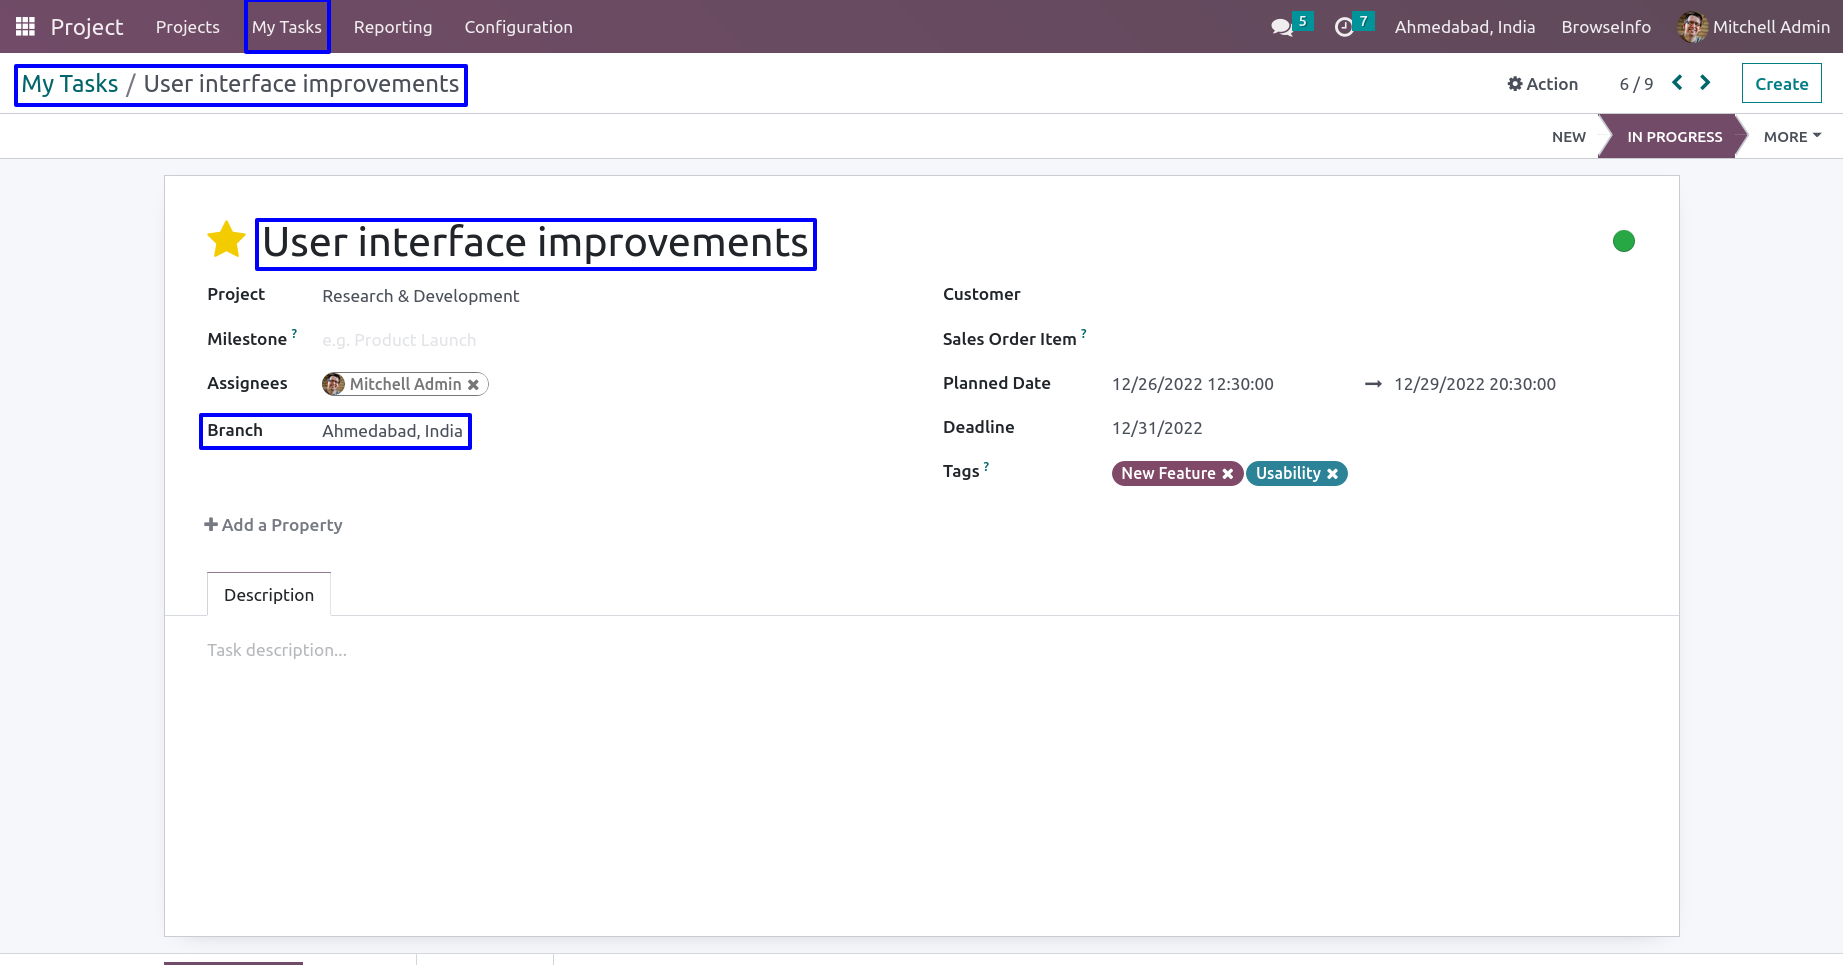 Project Projects My Tasks Reporting Configuration 5 7 Ahmedabad, India BrowseInfo Mitchell Admin
My Tasks / User interface improvements Action 6 / 9 Create
NEW IN PROGRESS MORE
User interface improvements
Project Research & Development
Milestone ? e.g. Product Launch
Assignees Mitchell Admin
Branch Ahmedabad, India
Customer
Sales Order Item ?
Planned Date 12/26/2022 12:30:00 → 12/29/2022 20:30:00
Deadline 12/31/2022
Tags ? New Feature Usability
Add a Property
Description
Task description...